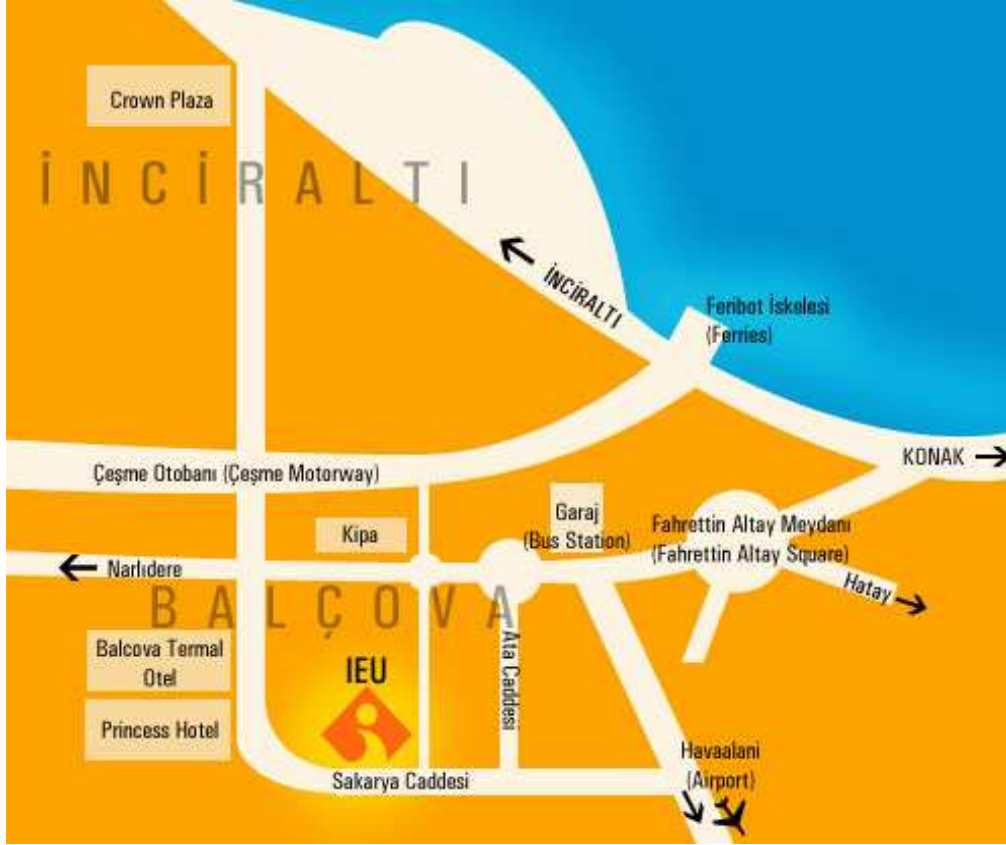 Crown Plaza
İNCİRALTI
İNCİRALTI
Feribot İskelesi
(Ferries)
KONAK
Çeşme Otobanı (Çeşme Motorway)
Garaj
(Bus Station)
Fahrettin Altay Meydanı
(Fahrettin Altay Square)
Kipa
Narlıdere
Hatay
BALÇOVA
Balcova Termal
Otel
IEU
Ata Caddesi
Princess Hotel
Havaalani
(Airport)
Sakarya Caddesi